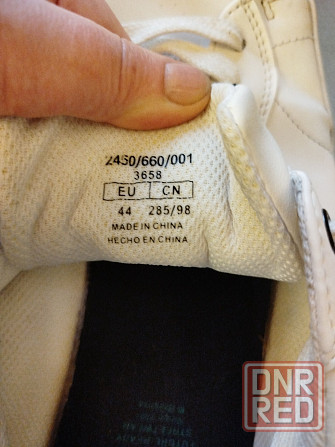 2450/660/001
3658
EU CN
44 285/98
MADE IN CHINA
HECHO EN CHINA
DNR
RED